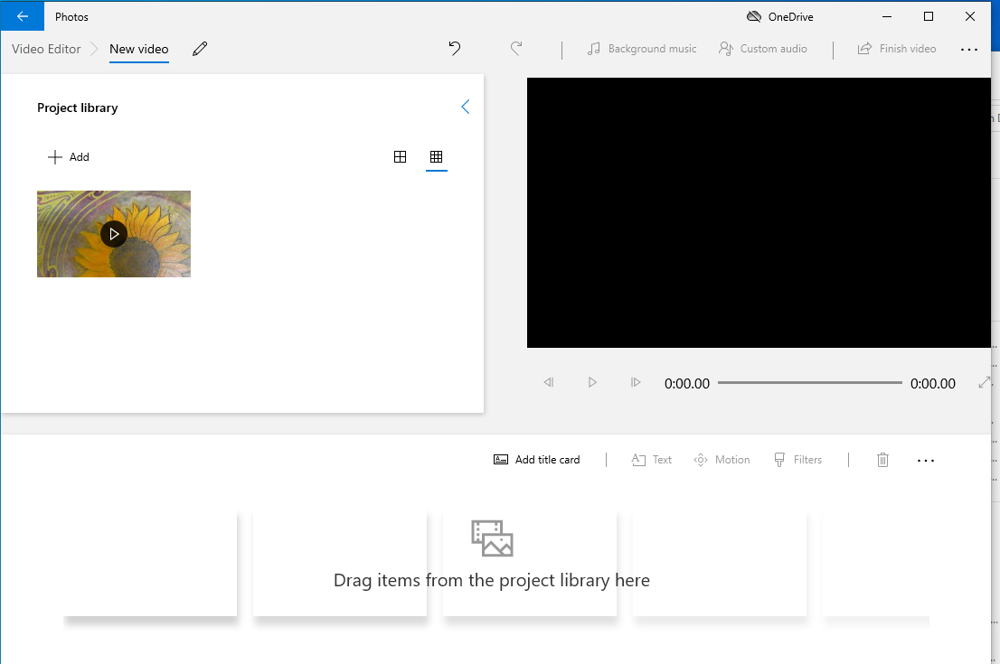 Photos
OneDrive
Video Editor
New video
Background music
Custom audio
Finish video
Project library
Add
0:00.00
0:00.00
Add title card
Text
Motion
Filters
Drag items from the project library here